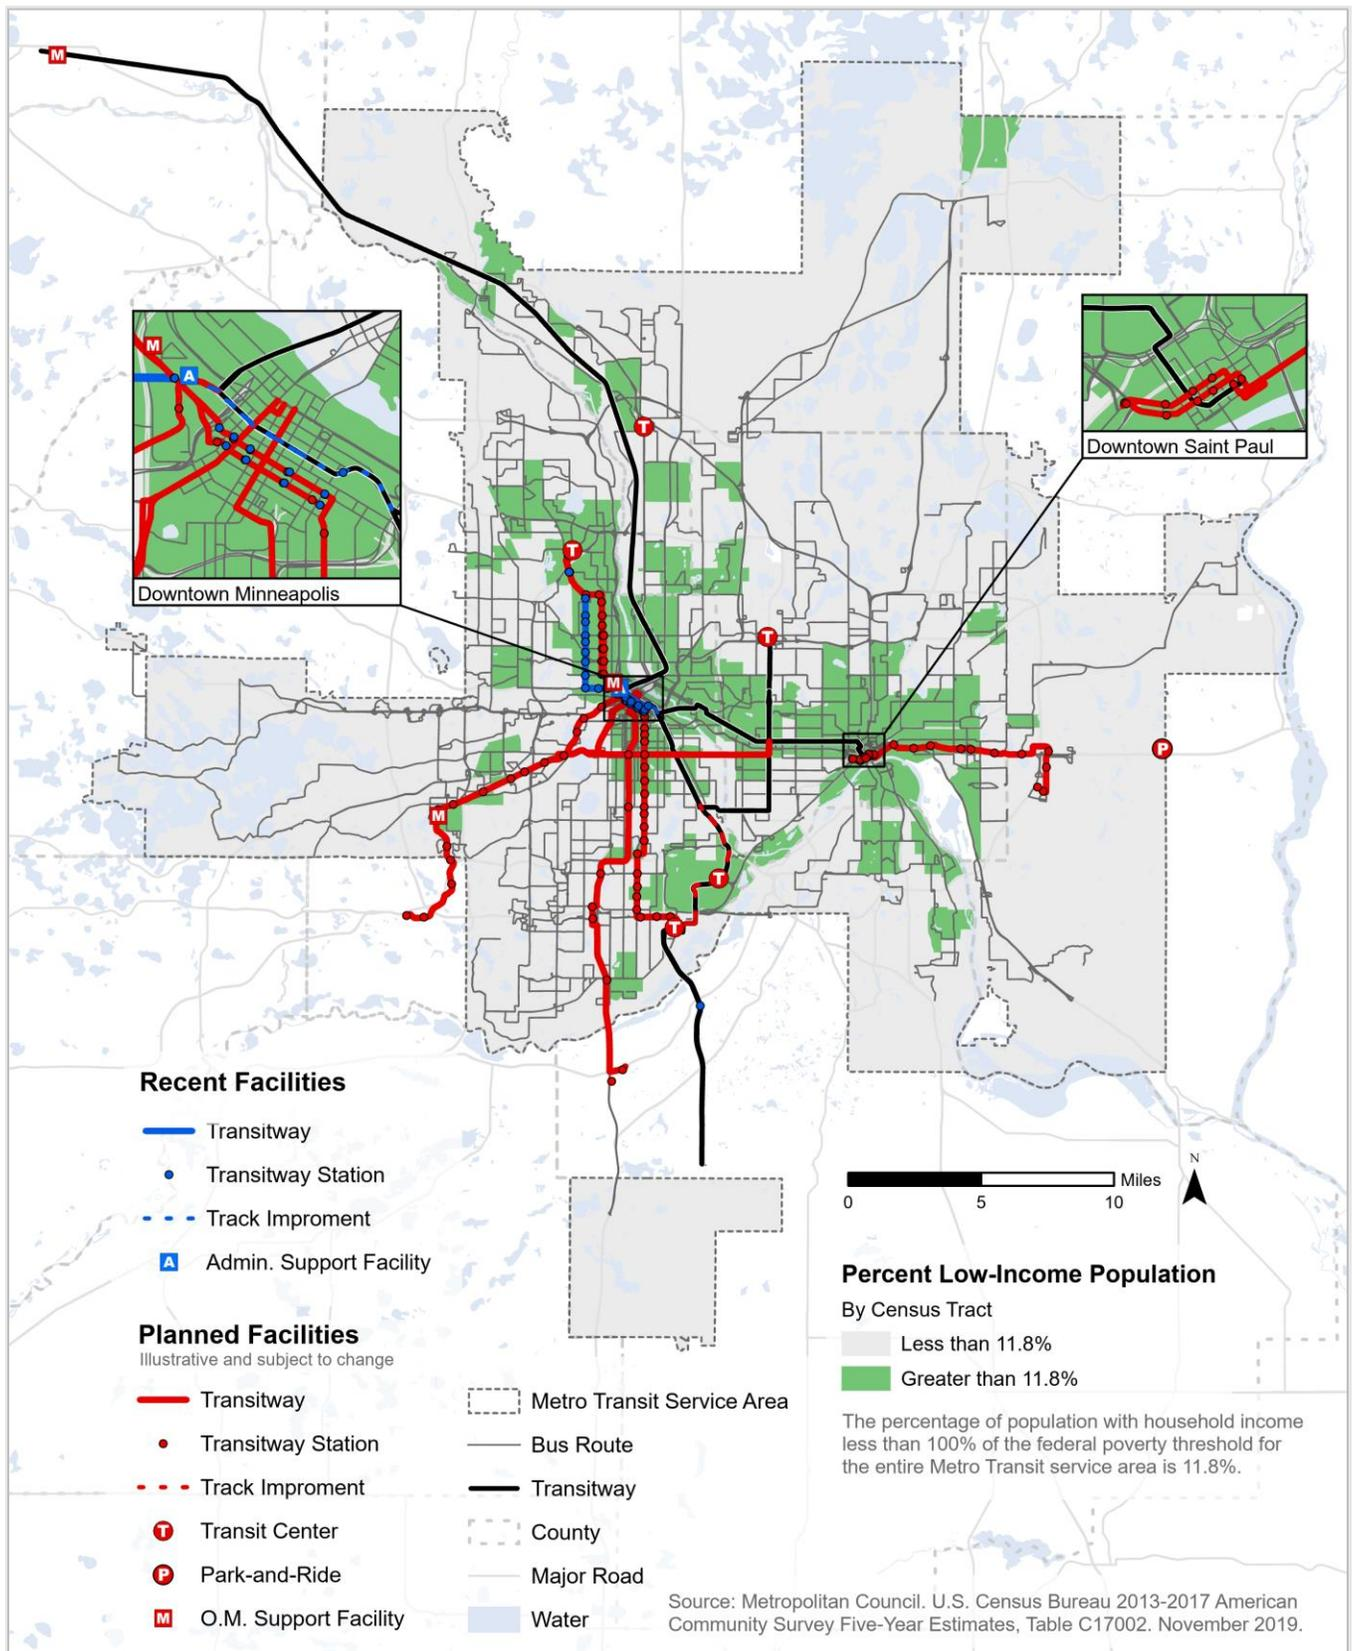 M
M
A
Downtown Minneapolis
Downtown Saint Paul
T
T
T
M
A
P
M
T
T
Recent Facilities
Transitway
Transitway Station
Track Improment
A
Admin. Support Facility
Planned Facilities
Illustrative and subject to change
Transitway
Transitway Station
Track Improment
T
Transit Center
P
Park-and-Ride
M
O.M. Support Facility
Metro Transit Service Area
Bus Route
Transitway
County
Major Road
Water
N
Miles
0 5 10
Percent Low-Income Population
By Census Tract
Less than 11.8%
Greater than 11.8%
The percentage of population with household income
less than 100% of the federal poverty threshold for
the entire Metro Transit service area is 11.8%.
Source: Metropolitan Council. U.S. Census Bureau 2013-2017 American
Community Survey Five-Year Estimates, Table C17002. November 2019.